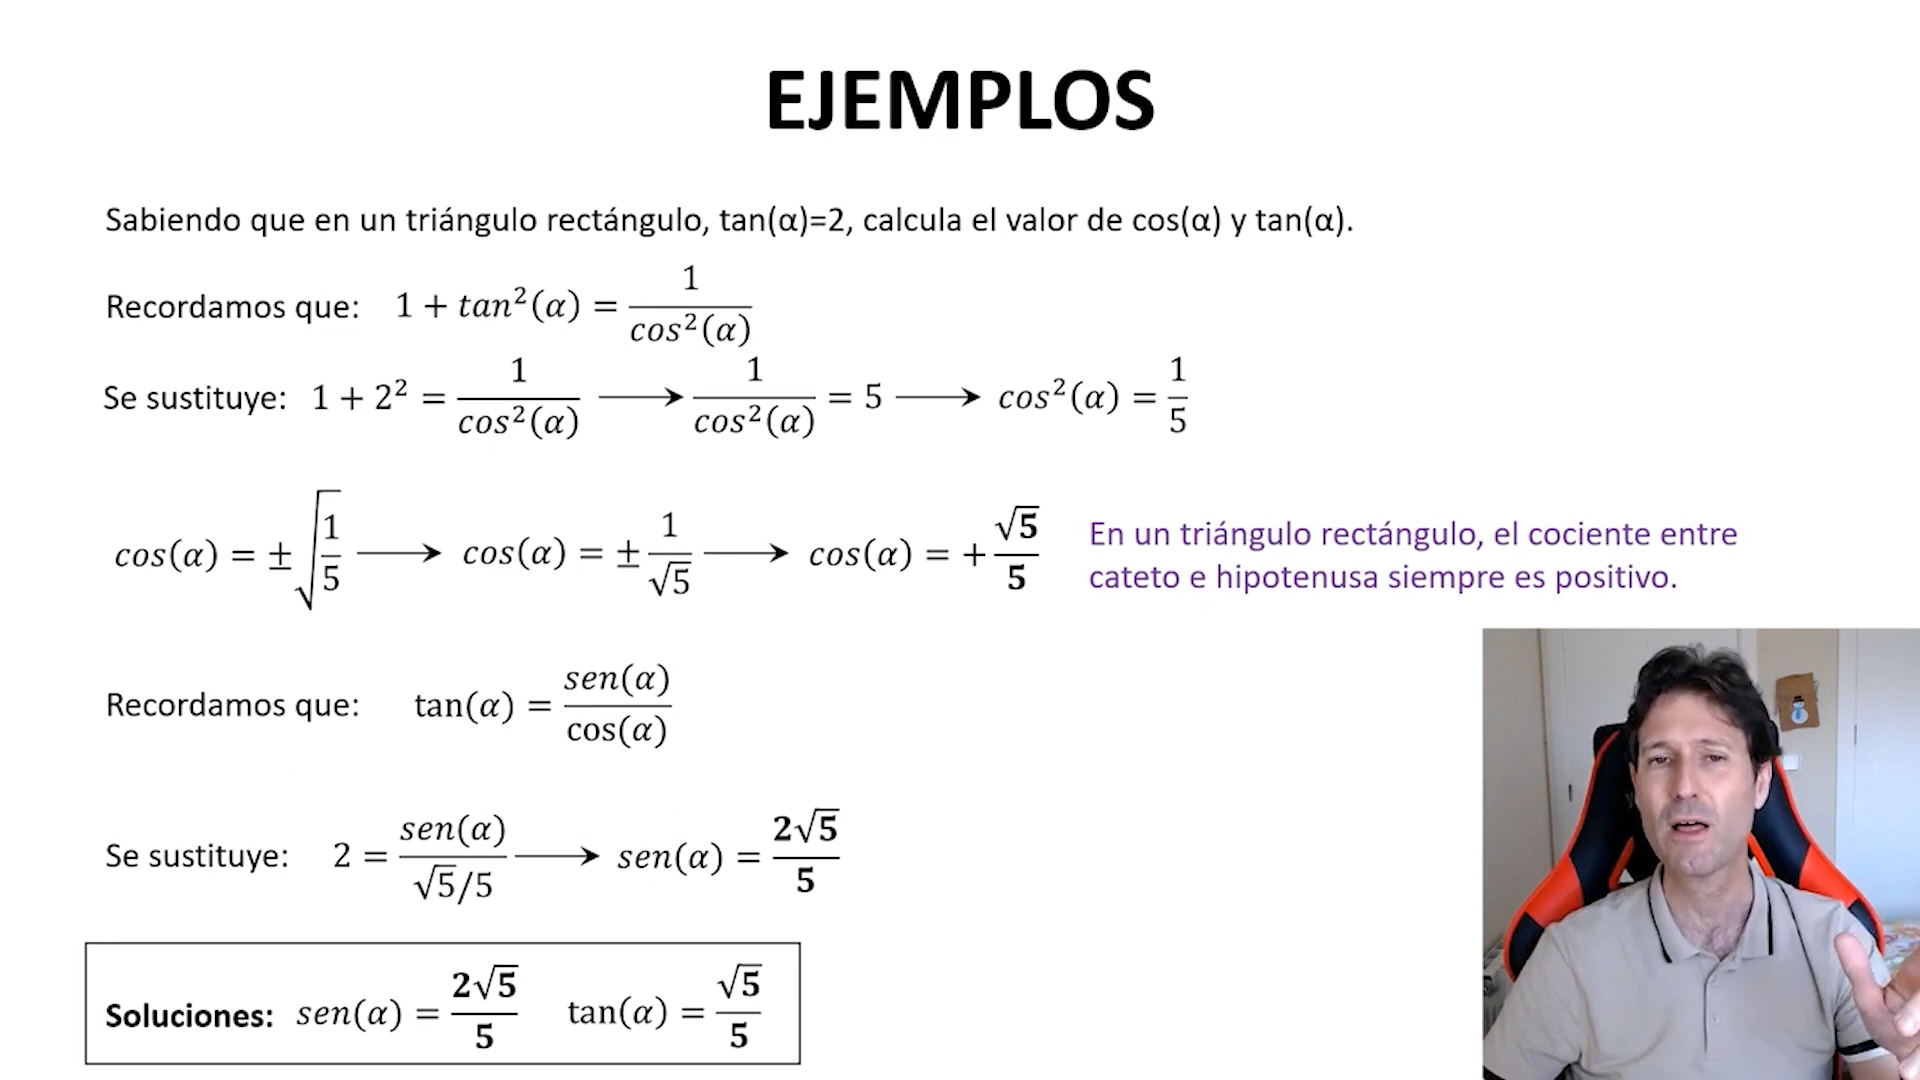 EJEMPLOS
Sabiendo que en un triángulo rectángulo, tan(α)=2, calcula el valor de cos(α) y tan(α).
Recordamos que: 1 + tan²(α) = 1/cos²(α)
Se sustituye: 1 + 2² = 1/cos²(α) → 1/cos²(α) = 5 → cos²(α) = 1/5
cos(α) = ±√(1/5) → cos(α) = ± 1/√5 → cos(α) = + √5/5
En un triángulo rectángulo, el cociente entre
cateto e hipotenusa siempre es positivo.
Recordamos que: tan(α) = sen(α)/cos(α)
Se sustituye: 2 = sen(α)/(√5/5) → sen(α) = 2√5/5
Soluciones: sen(α) = 2√5/5 tan(α) = √5/5